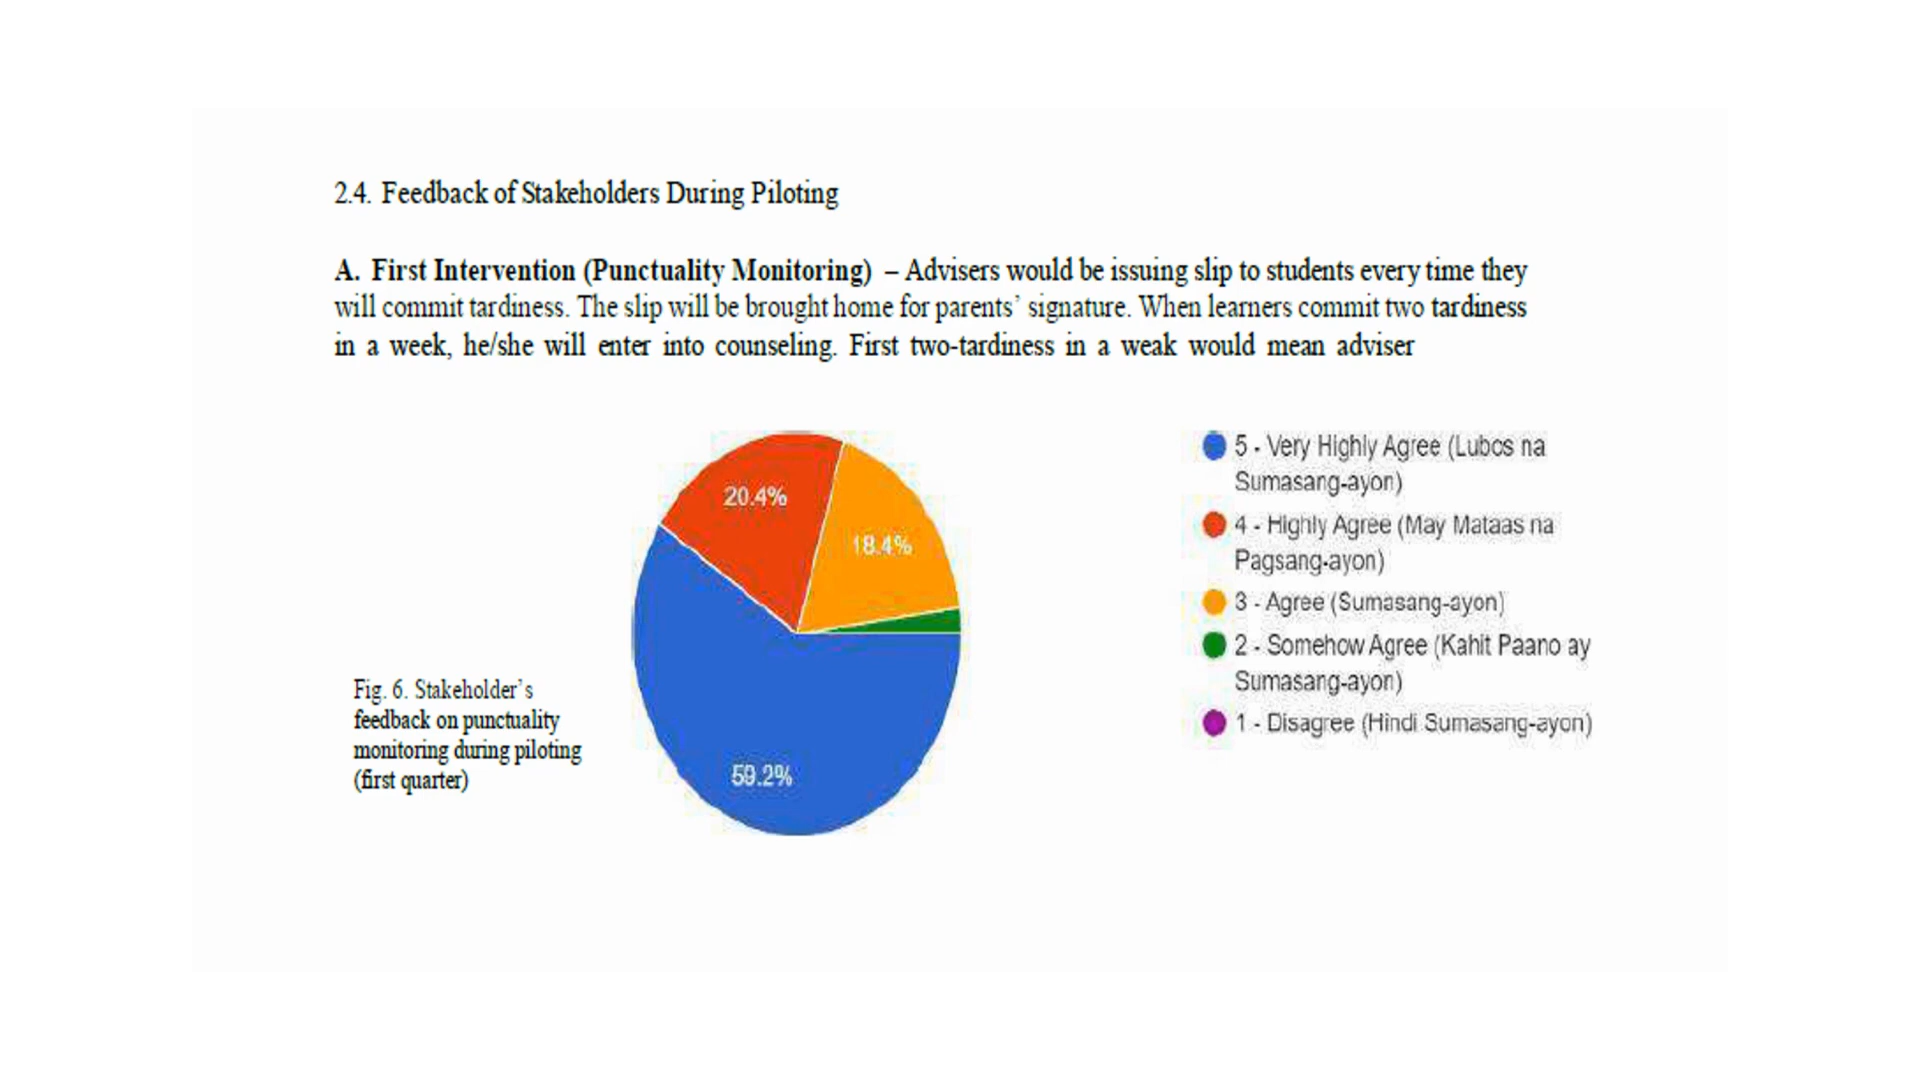 2.4. Feedback of Stakeholders During Piloting
A. First Intervention (Punctuality Monitoring) – Advisers would be issuing slip to students every time they
will commit tardiness. The slip will be brought home for parents’ signature. When learners commit two tardiness
in a week, he/she will enter into counseling. First two-tardiness in a weak would mean adviser
20.4%
18.4%
59.2%
5 - Very Highly Agree (Lubos na
Sumasang-ayon)
4 - Highly Agree (May Mataas na
Pagsang-ayon)
3 - Agree (Sumasang-ayon)
2 - Somehow Agree (Kahit Paano ay
Sumasang-ayon)
1 - Disagree (Hindi Sumasang-ayon)
Fig. 6. Stakeholder’s
feedback on punctuality
monitoring during piloting
(first quarter)